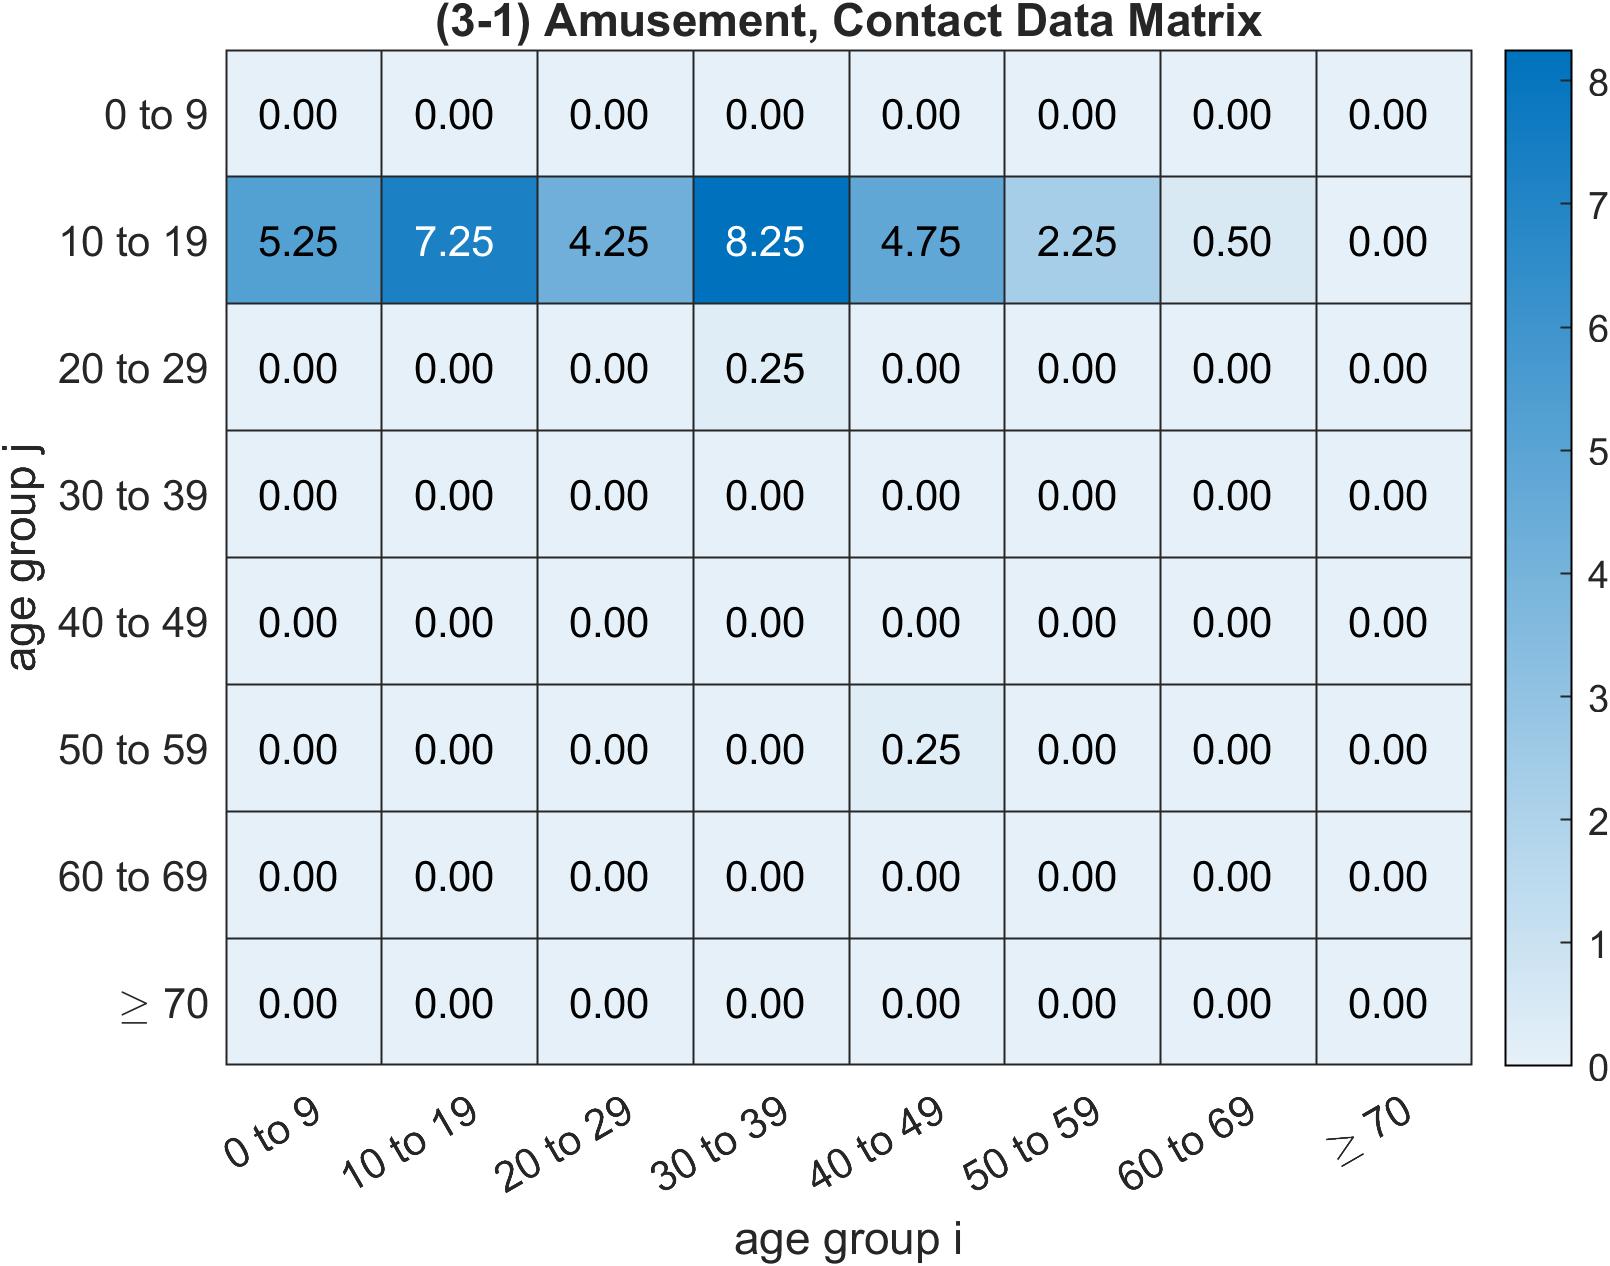 (3-1) Amusement, Contact Data Matrix
0 to 9 0.00 0.00 0.00 0.00 0.00 0.00 0.00 0.00
10 to 19 5.25 7.25 4.25 8.25 4.75 2.25 0.50 0.00
20 to 29 0.00 0.00 0.00 0.25 0.00 0.00 0.00 0.00
30 to 39 0.00 0.00 0.00 0.00 0.00 0.00 0.00 0.00
40 to 49 0.00 0.00 0.00 0.00 0.00 0.00 0.00 0.00
50 to 59 0.00 0.00 0.00 0.00 0.25 0.00 0.00 0.00
60 to 69 0.00 0.00 0.00 0.00 0.00 0.00 0.00 0.00
≥ 70 0.00 0.00 0.00 0.00 0.00 0.00 0.00 0.00
0 to 9 10 to 19 20 to 29 30 to 39 40 to 49 50 to 59 60 to 69 ≥ 70
age group i
age group j
8
7
6
5
4
3
2
1
0